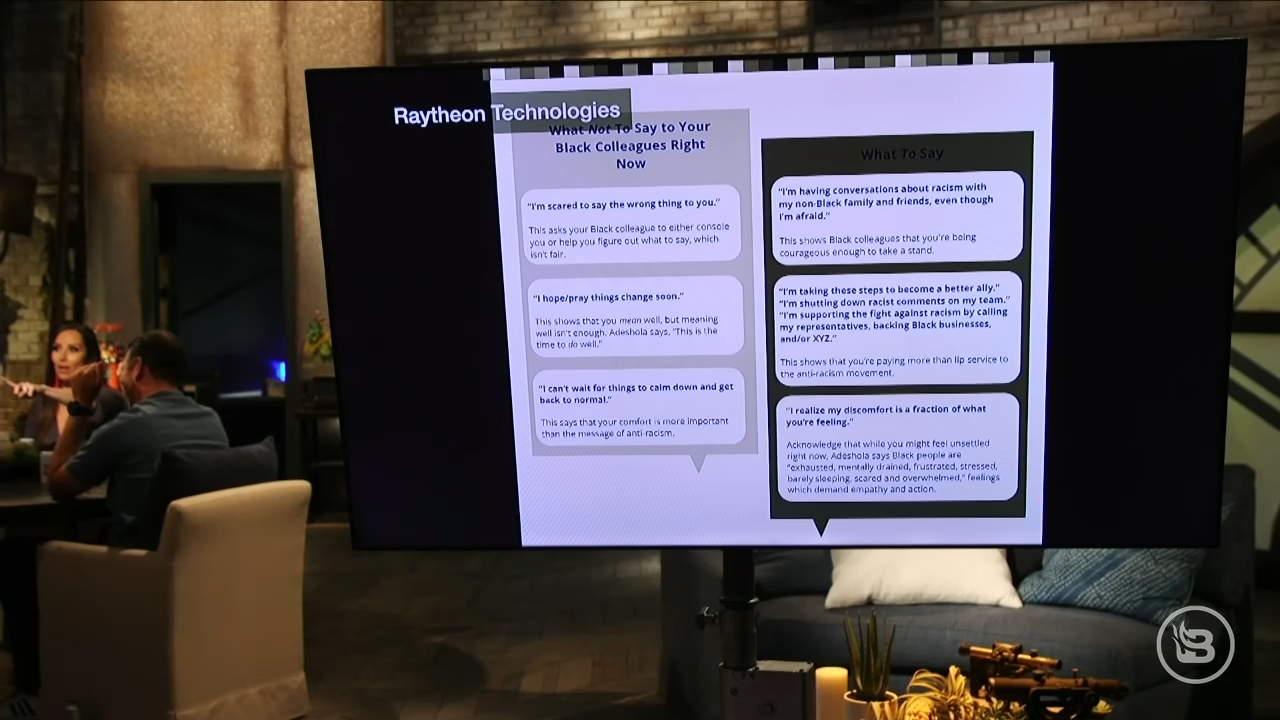 Raytheon Technologies
What Not To Say to Your
Black Colleagues Right
Now
"I'm scared to say the wrong thing to you."
This asks your Black colleague to either console
you or help you figure out what to say, which
isn't fair.
"I hope/pray things change soon."
This shows that you mean well, but meaning
well isn't enough. Adeshola says, "This is the
time to do well."
"I can't wait for things to calm down and get
back to normal."
This says that your comfort is more important
than the message of anti-racism.
What To Say
"I'm having conversations about racism with
my non-Black family and friends, even though
I'm afraid."
This shows Black colleagues that you're being
courageous enough to take a stand.
"I'm taking these steps to become a better ally."
"I'm shutting down racist comments on my team."
"I'm supporting the fight against racism by calling
my representatives, backing Black businesses,
and/or XYZ."
This shows that you're paying more than lip service to
the anti-racism movement.
"I realize my discomfort is a fraction of what
you're feeling."
Acknowledge that while you might feel unsettled
right now, Adeshola says Black people are
"exhausted, mentally drained, frustrated, stressed,
barely sleeping, scared and overwhelmed," feelings
which demand empathy and action.
B